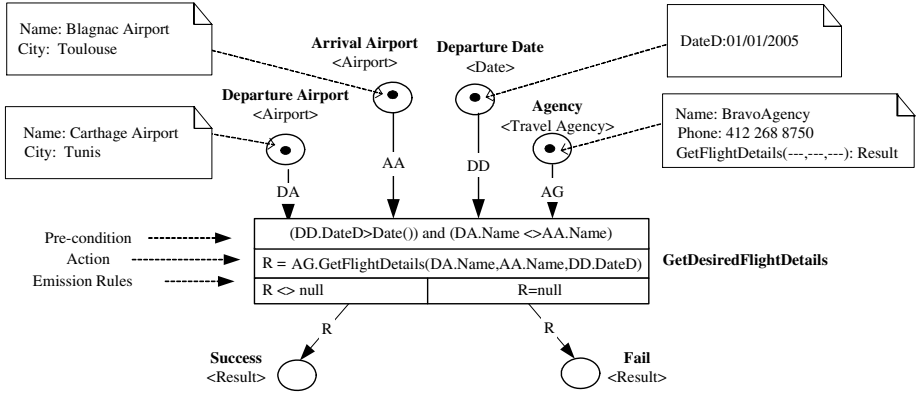 Name: Blagnac Airport
City: Toulouse
Arrival Airport
<Airport>
Departure Date
<Date>
DateD:01/01/2005
Departure Airport
<Airport>
Agency
<Travel Agency>
Name: Carthage Airport
City: Tunis
Name: BravoAgency
Phone: 412 268 8750
GetFlightDetails(---,---,---): Result
DA
AA
DD
AG
Pre-condition
(DD.DateD>Date()) and (DA.Name <>AA.Name)
Action
R = AG.GetFlightDetails(DA.Name,AA.Name,DD.DateD)
GetDesiredFlightDetails
Emission Rules
R <> null
R=null
R
R
Success
<Result>
Fail
<Result>